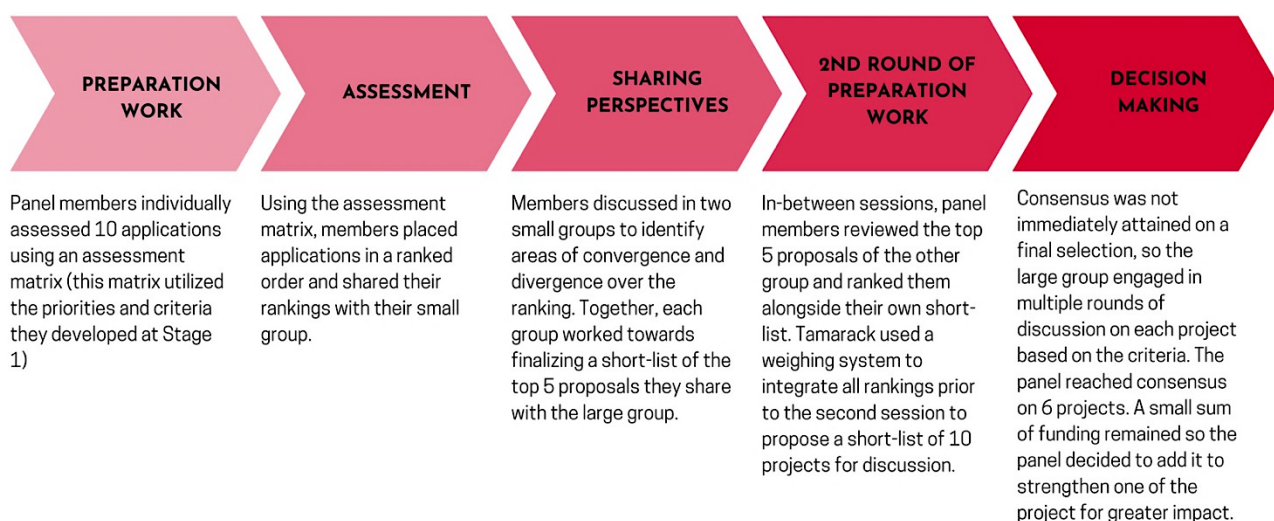 PREPARATION
WORK
Panel members individually
assessed 10 applications
using an assessment
matrix (this matrix utilized
the priorities and criteria
they developed at Stage
1)
ASSESSMENT
Using the assessment
matrix, members placed
applications in a ranked
order and shared their
rankings with their small
group.
SHARING
PERSPECTIVES
Members discussed in two
small groups to identify
areas of convergence and
divergence over the
ranking. Together, each
group worked towards
finalizing a short-list of the
top 5 proposals they share
with the large group.
2ND ROUND OF
PREPARATION
WORK
In-between sessions, panel
members reviewed the top
5 proposals of the other
group and ranked them
alongside their own short-
list. Tamarack used a
weighing system to
integrate all rankings prior
to the second session to
propose a short-list of 10
projects for discussion.
DECISION
MAKING
Consensus was not
immediately attained on a
final selection, so the
large group engaged in
multiple rounds of
discussion on each project
based on the criteria. The
panel reached consensus
on 6 projects. A small sum
of funding remained so the
panel decided to add it to
strengthen one of the
project for greater impact.